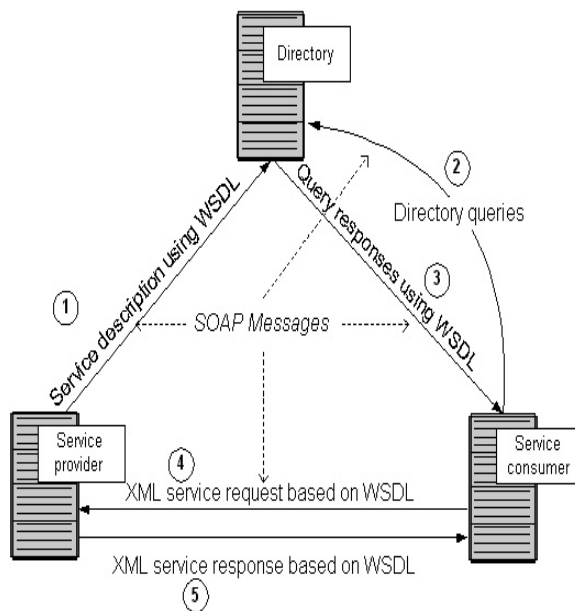 Directory
2
Directory queries
Query responses using WSDL
3
Service description using WSDL
1
SOAP Messages
Service
provider
Service
consumer
4
XML service request based on WSDL
XML service response based on WSDL
5